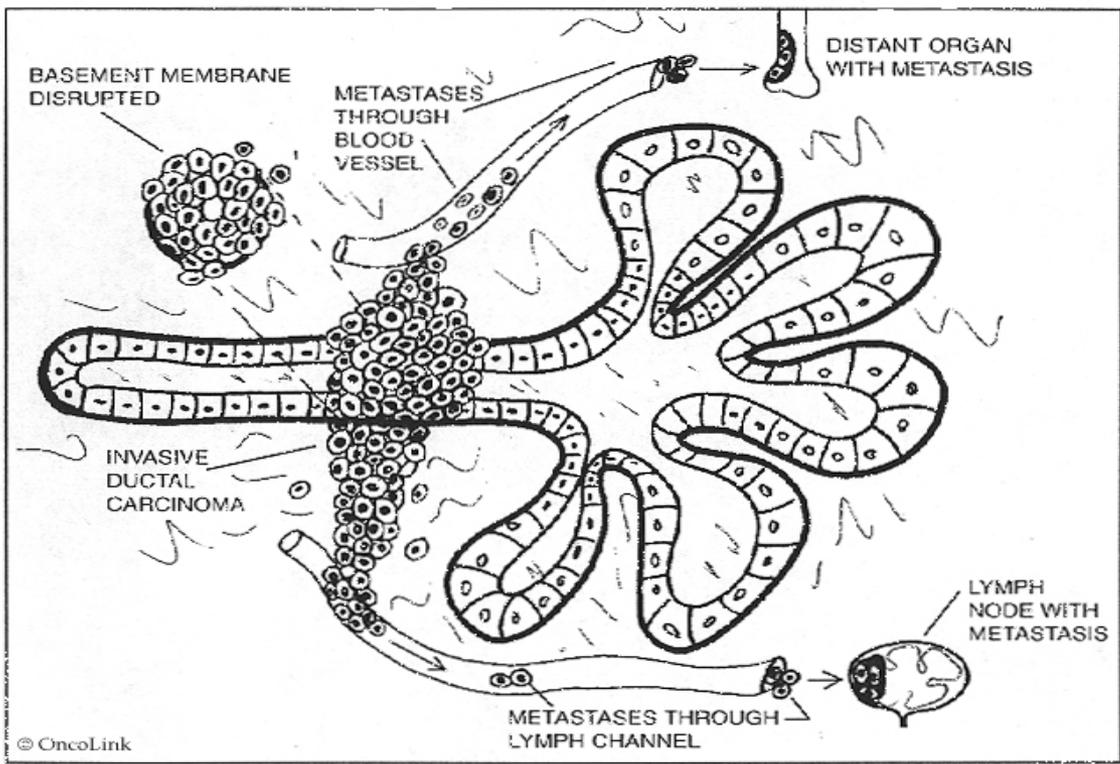 BASEMENT MEMBRANE
DISRUPTED
METASTASES
THROUGH
BLOOD
VESSEL
DISTANT ORGAN
WITH METASTASIS
INVASIVE
DUCTAL
CARCINOMA
LYMPH
NODE WITH
METASTASIS
METASTASES THROUGH
LYMPH CHANNEL
© OncoLink